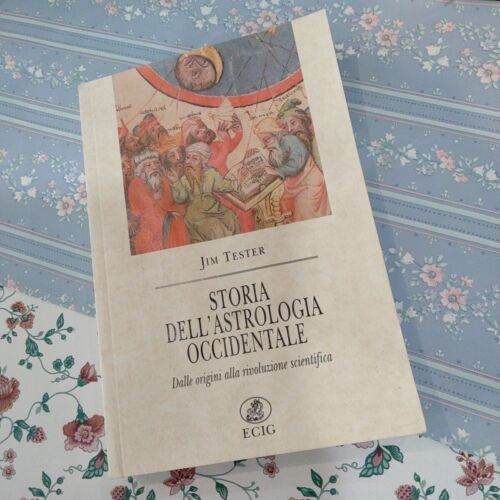 JIM TESTER
STORIA
DELL'ASTROLOGIA
OCCIDENTALE
Dalle origini alla rivoluzione scientifica
ECIG